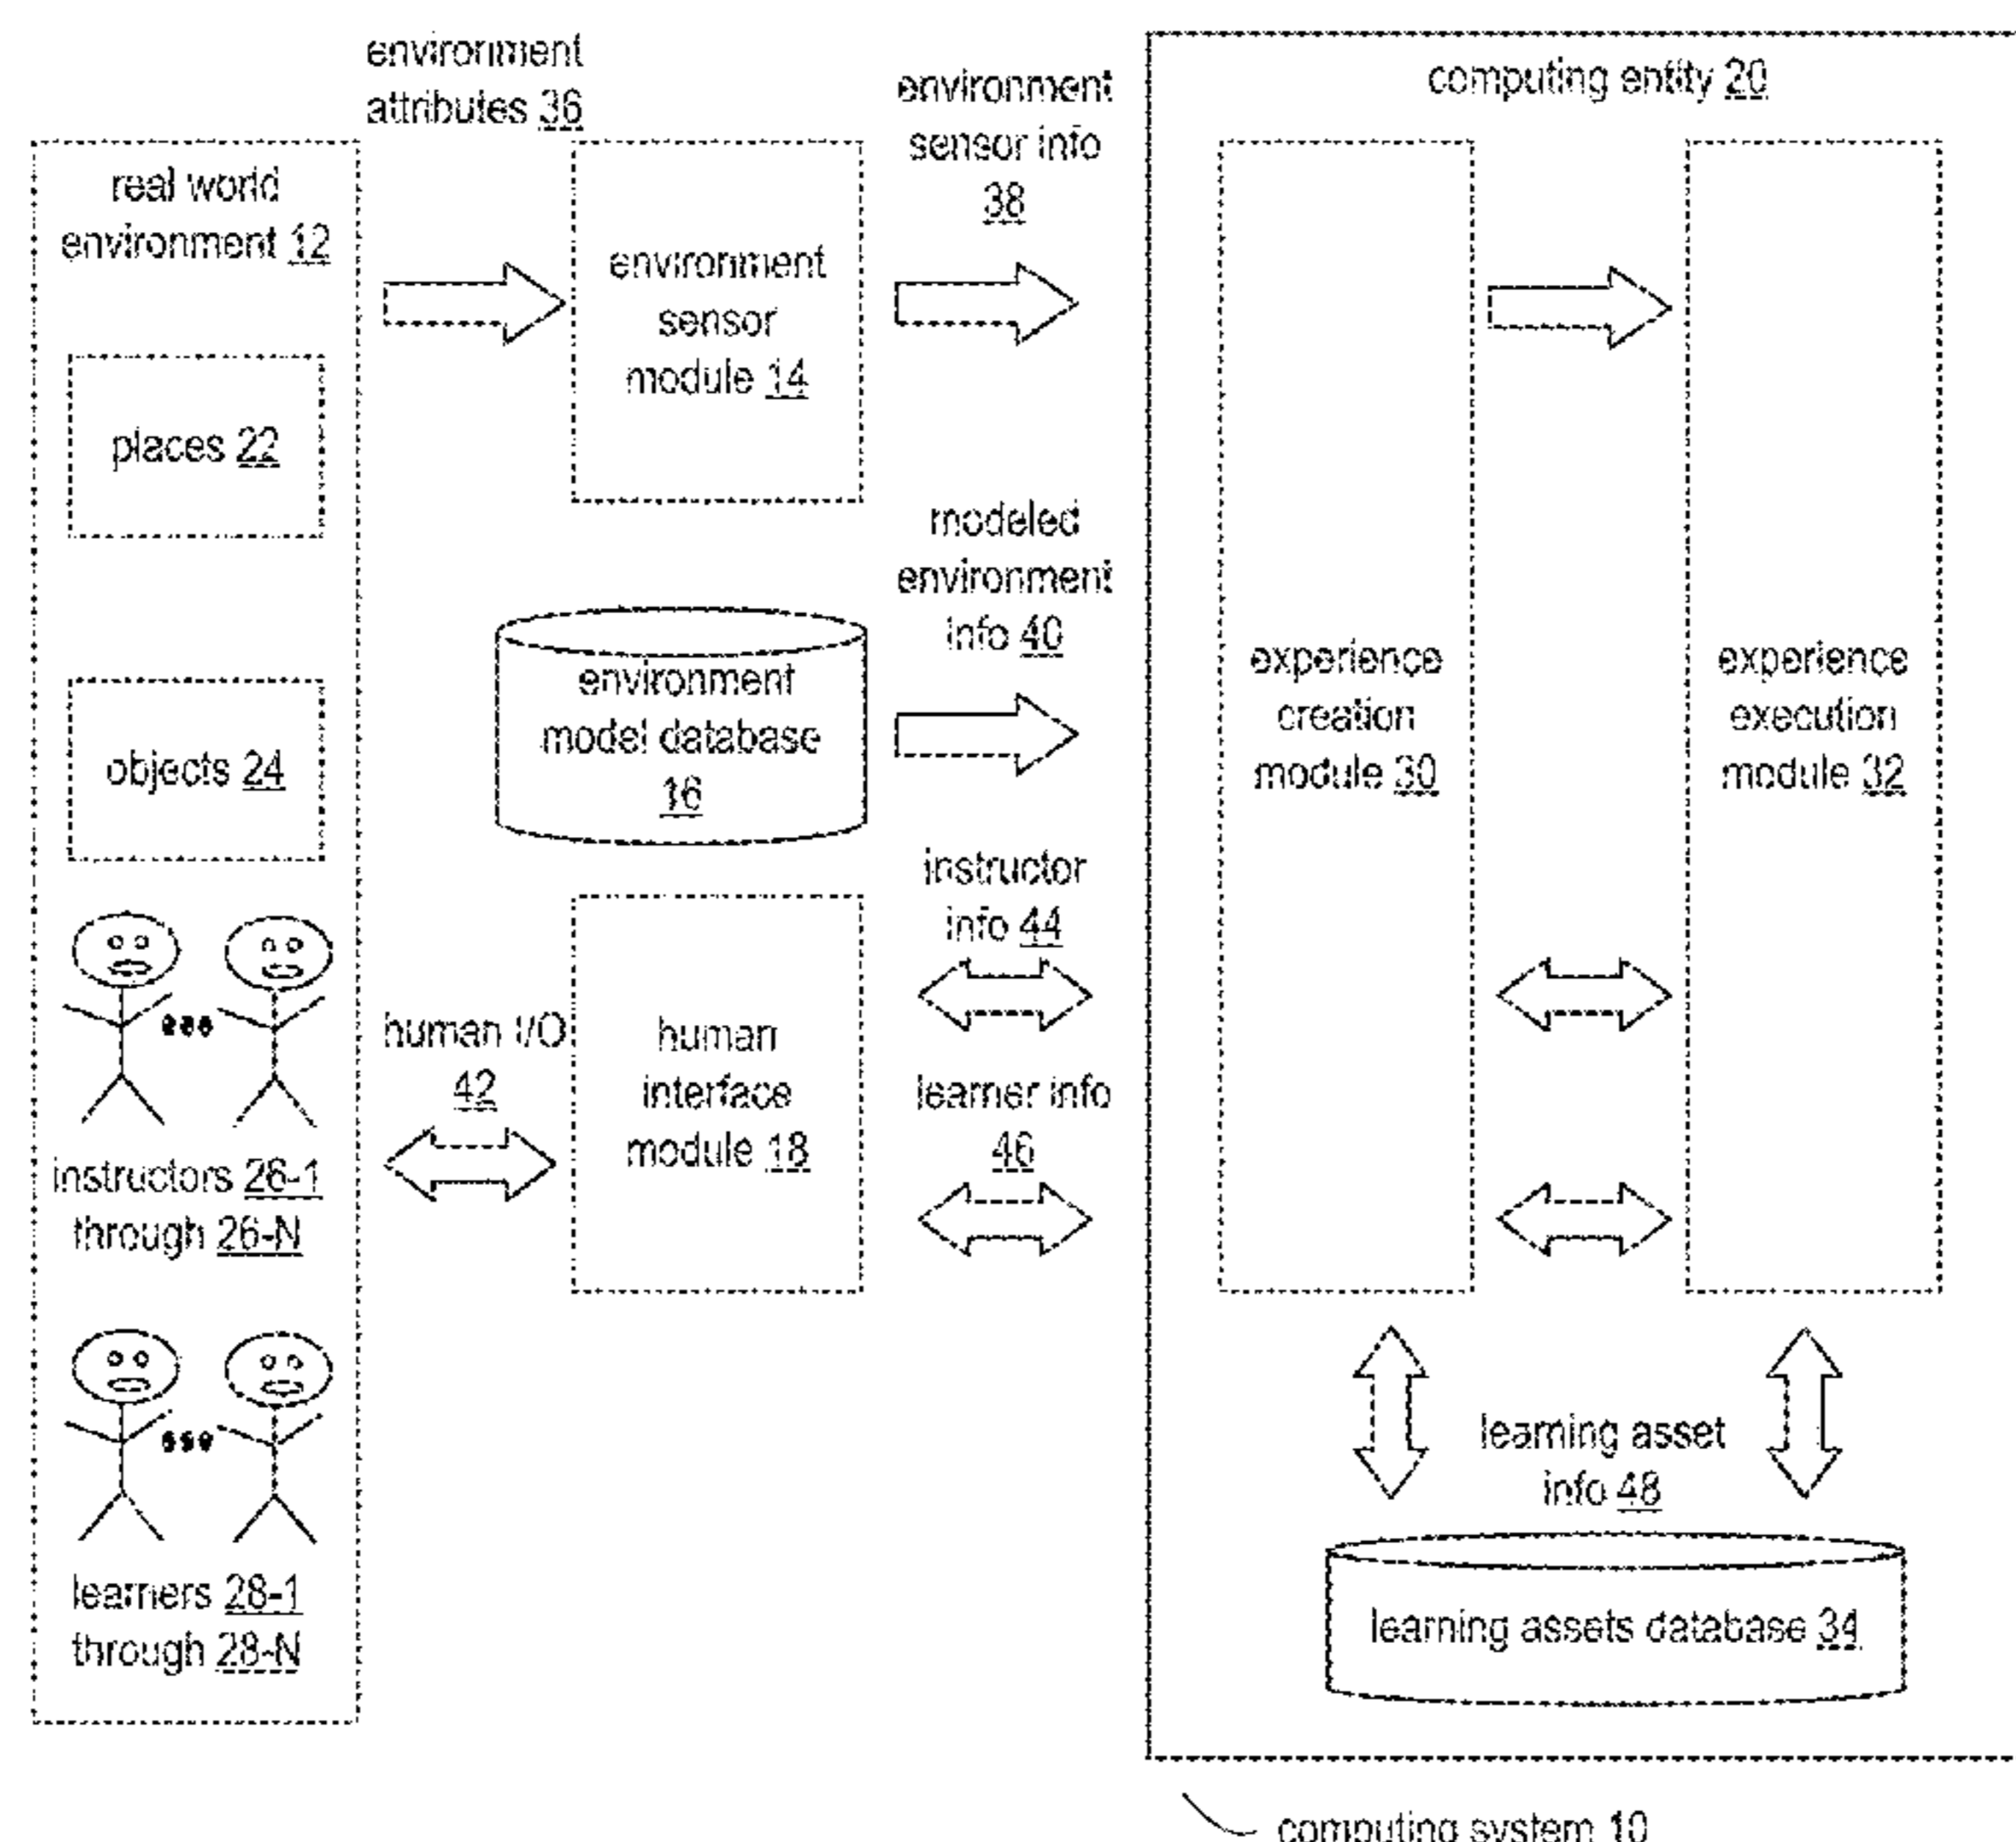 environment
attributes 36
environment
sensor info
38
computing entity 20
real world
environment 12
environment
sensor
module 14
places 22
modeled
environment
info 40
environment
model database
16
experience
creation
module 30
experience
execution
module 32
objects 24
instructor
info 44
human I/O
42
human
interface
module 18
learner info
46
instructors 26-1
through 26-N
learning asset
info 48
learners 28-1
through 28-N
learning assets database 34
computing system 10